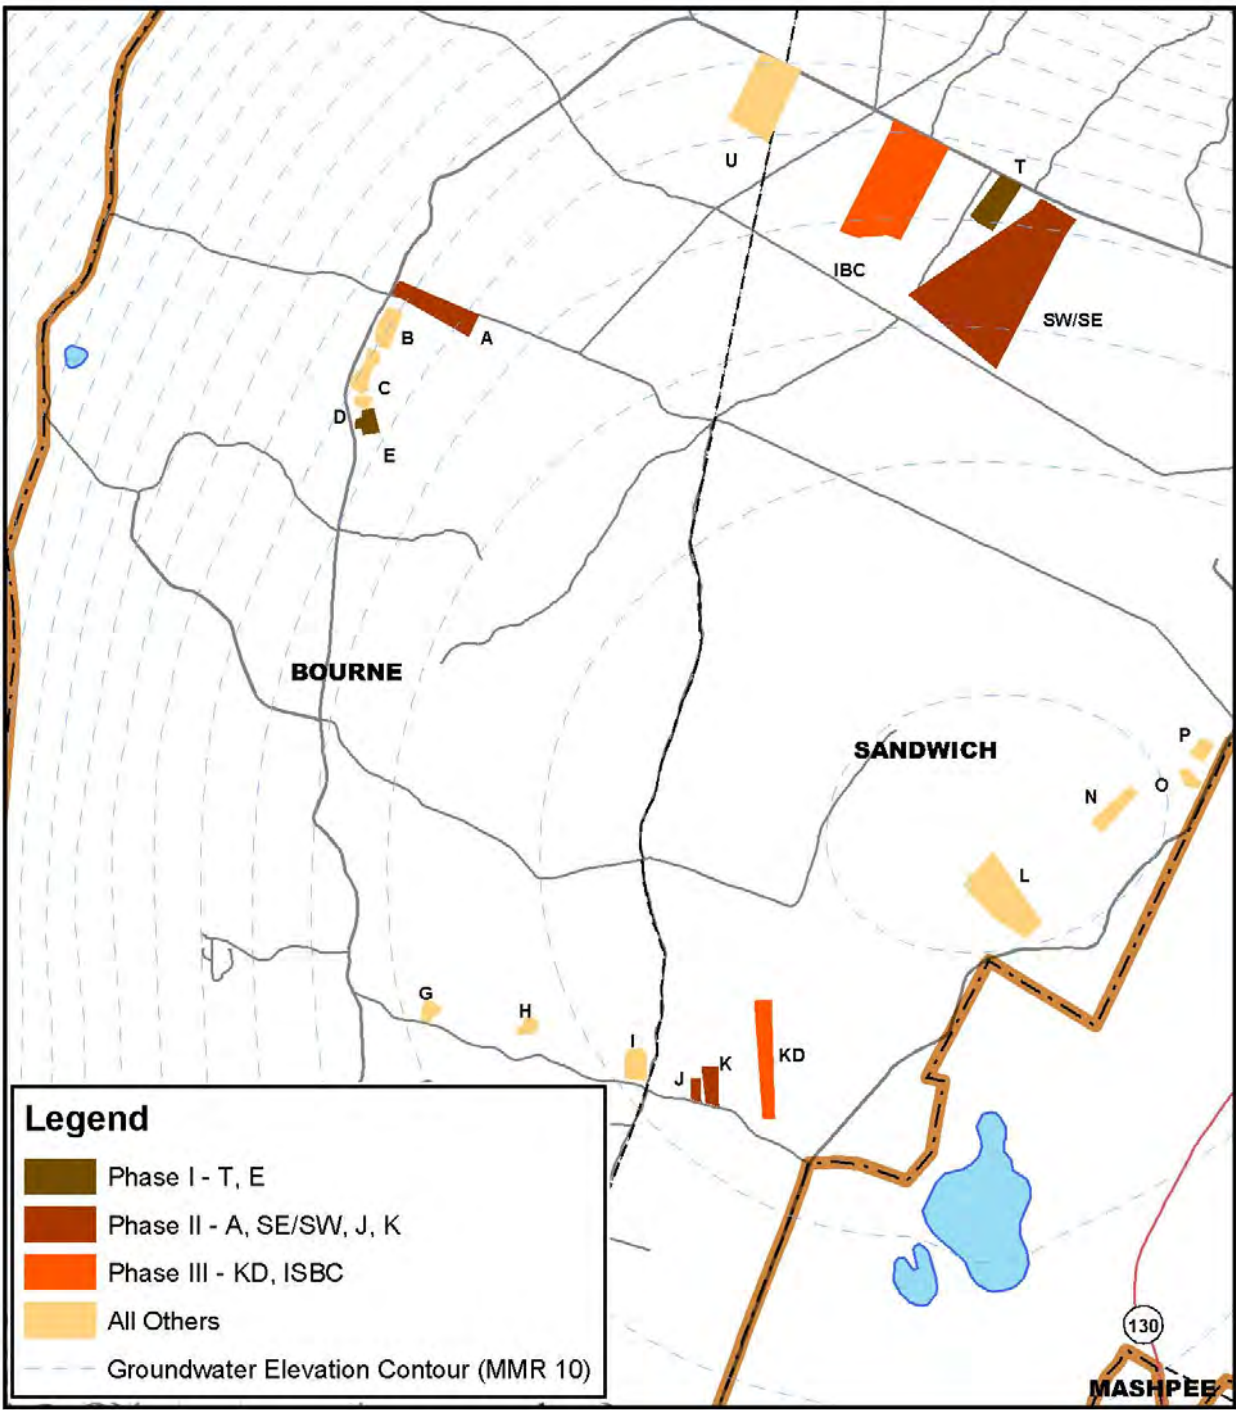 U
T
IBC
SW/SE
B
A
C
D
E
BOURNE
SANDWICH
P
O
N
L
G
H
I
K
KD
J
Legend
Phase I - T, E
Phase II - A, SE/SW, J, K
Phase III - KD, ISBC
All Others
Groundwater Elevation Contour (MMR 10)
130
MASHPEE